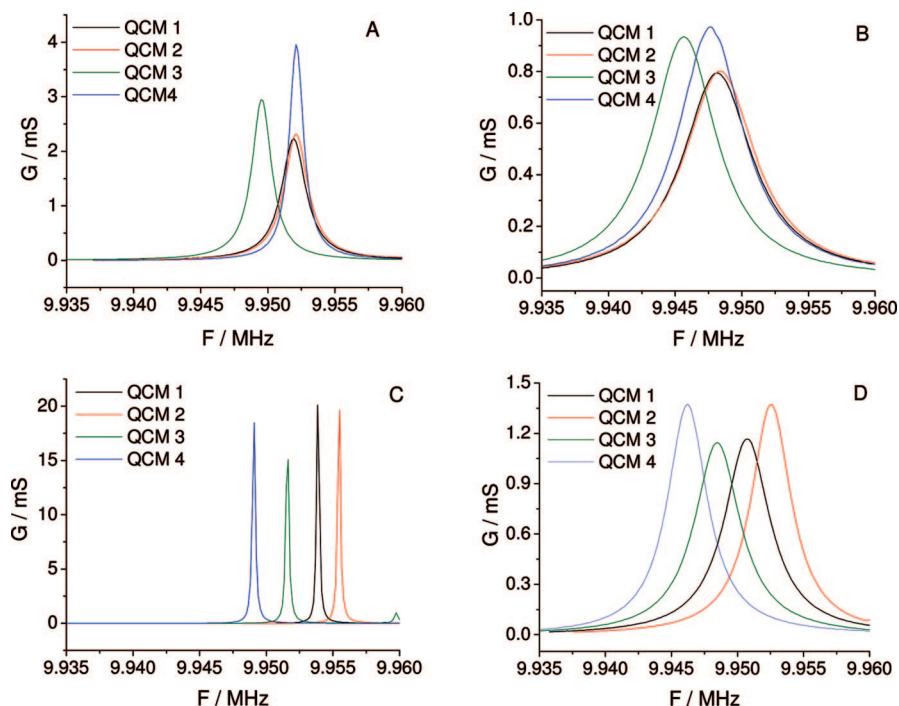 A
QCM 1
QCM 2
QCM 3
QCM4
G / mS
4
3
2
1
0
9.935 9.940 9.945 9.950 9.955 9.960
F / MHz
B
QCM 1
QCM 2
QCM 3
QCM 4
G / mS
1.0
0.8
0.6
0.4
0.2
0.0
9.935 9.940 9.945 9.950 9.955 9.960
F / MHz
C
QCM 1
QCM 2
QCM 3
QCM 4
G / mS
20
15
10
5
0
9.935 9.940 9.945 9.950 9.955 9.960
F / MHz
D
QCM 1
QCM 2
QCM 3
QCM 4
G / mS
1.5
1.2
0.9
0.6
0.3
0.0
9.935 9.940 9.945 9.950 9.955 9.960
F / MHz